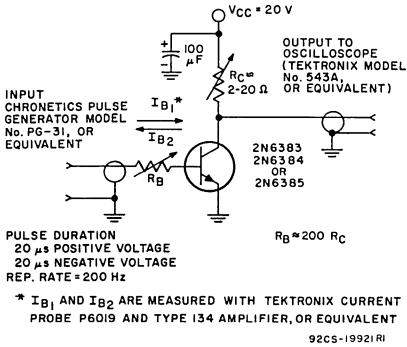 VCC = 20 V
+
100
µF
-
RC≈
2-20 Ω
OUTPUT TO
OSCILLOSCOPE
(TEKTRONIX MODEL
No. 543A,
OR EQUIVALENT)
INPUT
CHRONETICS PULSE
GENERATOR MODEL
No. PG-31, OR
EQUIVALENT
IB1*
IB2
RB
2N6383
2N6384
OR
2N6385
PULSE DURATION
20 µs POSITIVE VOLTAGE
20 µs NEGATIVE VOLTAGE
REP. RATE = 200 Hz
RB≈200 RC
* IB1 AND IB2 ARE MEASURED WITH TEKTRONIX CURRENT
PROBE P6019 AND TYPE 134 AMPLIFIER, OR EQUIVALENT
92CS-19921R1